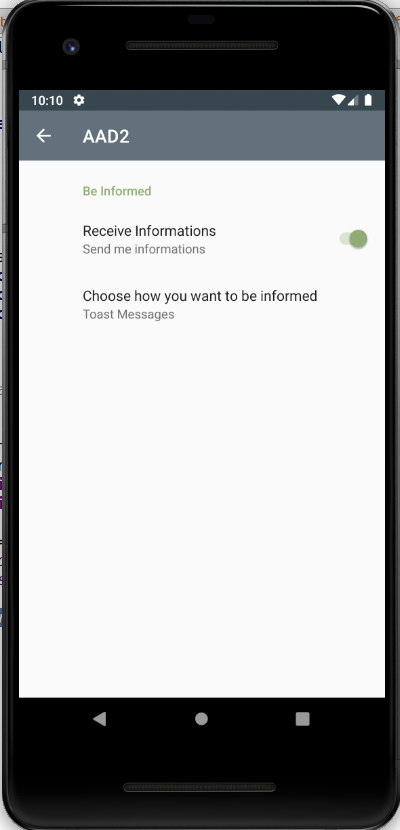 10:10
AAD2
Be Informed
Receive Informations
Send me informations
Choose how you want to be informed
Toast Messages